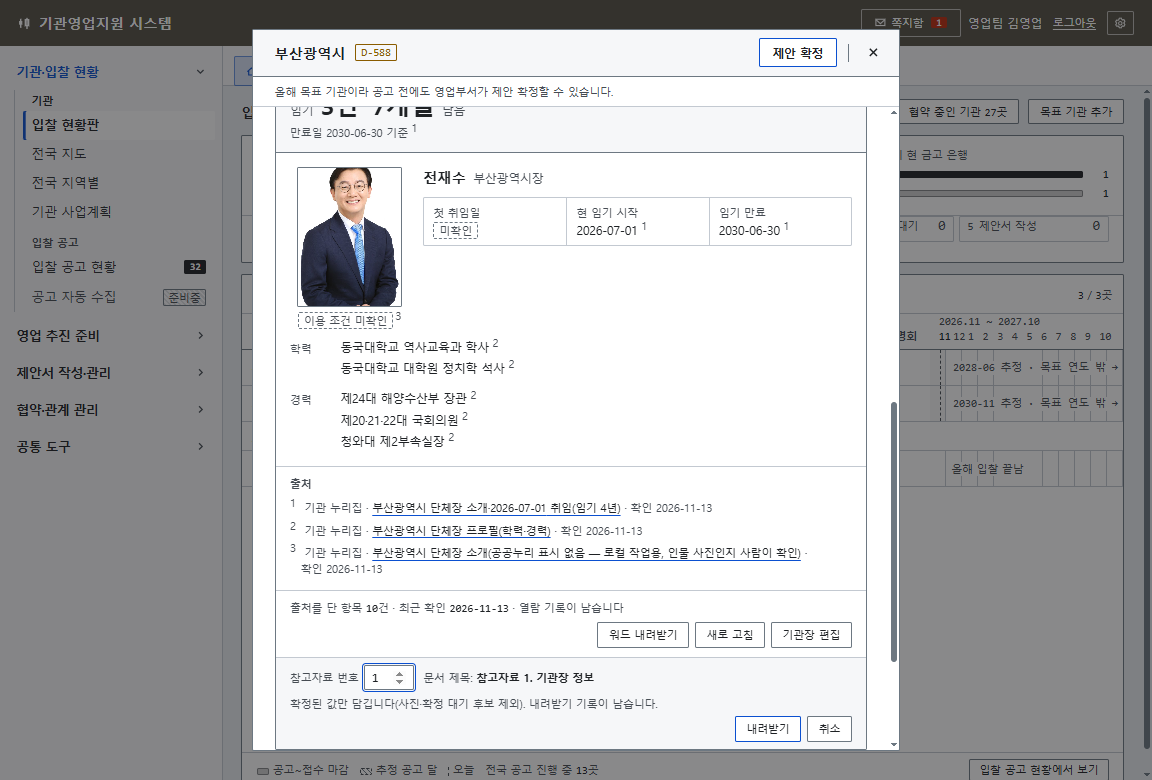 기관영업지원 시스템
쪽지함 1
영업팀 김영업
로그아웃
기관·입찰 현황
기관
입찰 현황판
전국 지도
전국 지역별
기관 사업계획
입찰 공고
입찰 공고 현황 32
공고 자동 수집 준비중
영업 추진 준비
제안서 작성·관리
협약·관계 관리
공통 도구
협약 중인 기관 27곳
목표 기관 추가
현 금고 은행
1
1
대기 0
5 제안서 작성 0
3 / 3곳
2026.11 ~ 2027.10
11 12 1 2 3 4 5 6 7 8 9 10
2028-06 추정 · 목표 연도 밖 →
2030-11 추정 · 목표 연도 밖 →
올해 입찰 끝남
부산광역시 D-588
제안 확정
×
올해 목표 기관이라 공고 전에도 영업부서가 제안 확정할 수 있습니다.
임기 3년 7개월 남음
만료일 2030-06-30 기준 1
전재수 부산광역시장
첫 취임일
미확인
현 임기 시작
2026-07-01 1
임기 만료
2030-06-30 1
이용 조건 미확인 3
학력
동국대학교 역사교육과 학사 2
동국대학교 대학원 정치학 석사 2
경력
제24대 해양수산부 장관 2
제20·21·22대 국회의원 2
청와대 제2부속실장 2
출처
1 기관 누리집 · 부산광역시 단체장 소개·2026-07-01 취임(임기 4년) · 확인 2026-11-13
2 기관 누리집 · 부산광역시 단체장 프로필(학력·경력) · 확인 2026-11-13
3 기관 누리집 · 부산광역시 단체장 소개(공공누리 표시 없음 — 로컬 작업용, 인물 사진인지 사람이 확인) ·
확인 2026-11-13
출처를 단 항목 10건 · 최근 확인 2026-11-13 · 열람 기록이 남습니다
워드 내려받기
새로 고침
기관장 편집
참고자료 번호 1 문서 제목: 참고자료 1. 기관장 정보
확정된 값만 담깁니다(사진·확정 대기 후보 제외). 내려받기 기록이 남습니다.
내려받기
취소
공고~접수 마감
추정 공고 달
오늘
전국 공고 진행 중 13곳
입찰 공고 현황에서 보기